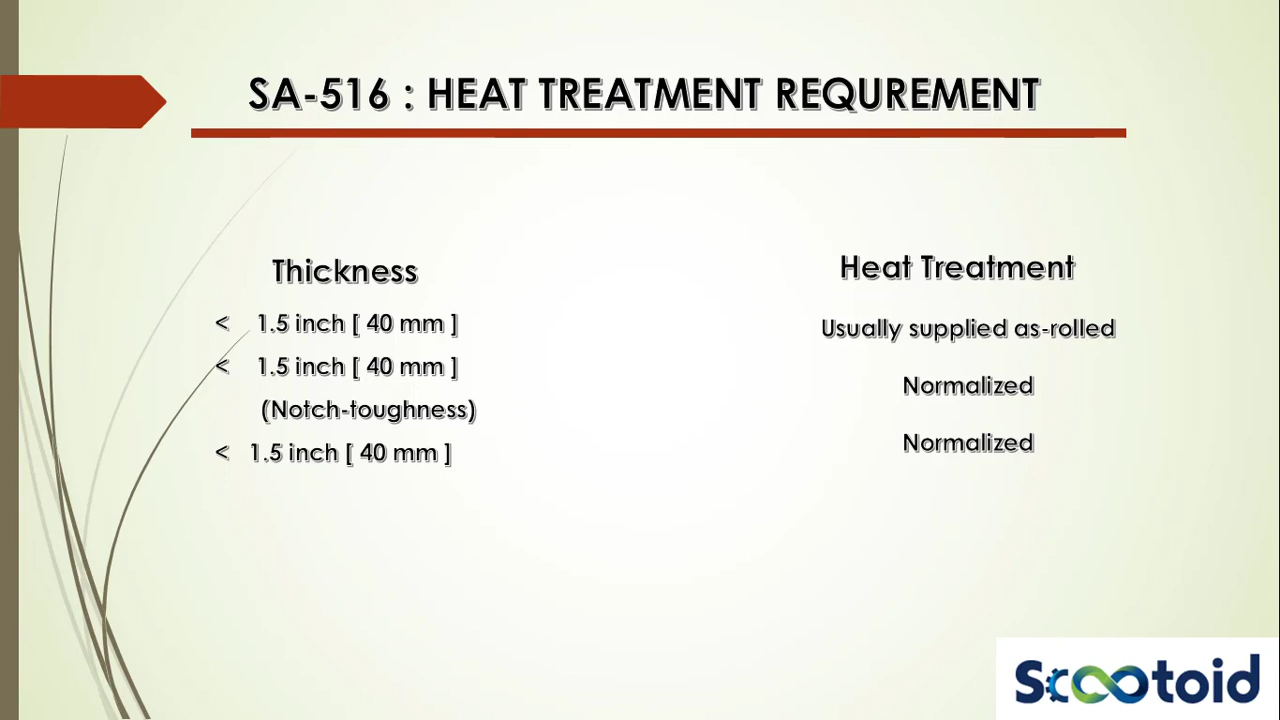 SA-516 : HEAT TREATMENT REQUREMENT
Thickness
< 1.5 inch [ 40 mm ]
< 1.5 inch [ 40 mm ]
(Notch-toughness)
< 1.5 inch [ 40 mm ]
Heat Treatment
Usually supplied as-rolled
Normalized
Normalized
Scootoid